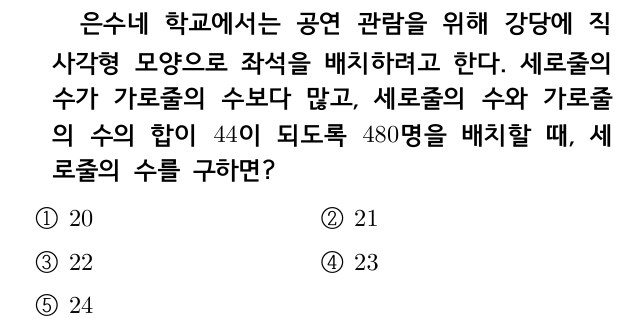 은수네 학교에서는 공연 관람을 위해 강당에 직
사각형 모양으로 좌석을 배치하려고 한다. 세로줄의
수가 가로줄의 수보다 많고, 세로줄의 수와 가로줄
의 수의 합이 44이 되도록 480명을 배치할 때, 세
로줄의 수를 구하면?
① 20 ② 21
③ 22 ④ 23
⑤ 24